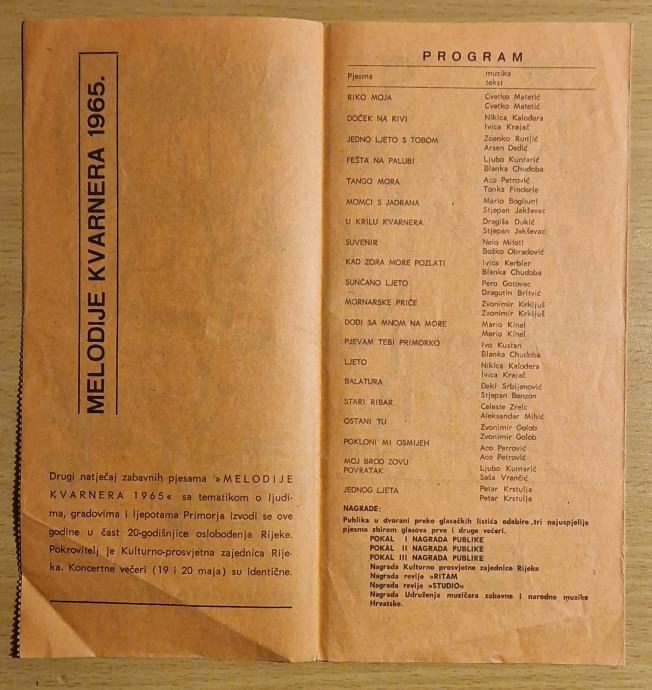 MELODIJE KVARNERA 1965.
Drugi natječaj zabavnih pjesama »MELODIJE
KVARNERA 1965« sa tematikom o ljudi-
ma, gradovima i ljepotama Primorja izvodi se ove
godine u čast 20-godišnjice oslobođenja Rijeke.
Pokrovitelj je Kulturno-prosvjetna zajednica Rije-
ka. Koncertne večeri (19 i 20 maja) su identične.
PROGRAM
Pjesma muzika
tekst
RIKO MOJA Cvetko Matetić
Cvetko Matetić
DOČEK NA RIVI Nikica Kalođera
Ivica Krajač
JEDNO LJETO S TOBOM Zdenko Runjić
Arsen Dedić
FEŠTA NA PALUBI Ljubo Kuntarić
Blanka Chudoba
TANGO MORA Aco Petrović
Tonka Finderle
MOMCI S JADRANA Mario Bogliuni
Stjepan Jakševac
U KRILU KVARNERA Dragiša Dukić
Stjepan Jakševac
SUVENIR Nelo Miloti
Boško Obradović
KAD ZORA MORE POZLATI Ivica Kerbler
Blanka Chudoba
SUNČANO LJETO Pero Gotovac
Dragutin Britvić
MORNARSKE PRIČE Zvonimir Krkljuš
Zvonimir Krkljuš
DOĐI SA MNOM NA MORE Mario Kinel
Mario Kinel
PJEVAM TEBI PRIMORKO Ivo Kustan
Blanka Chudoba
LJETO Nikica Kalođera
Ivica Krajač
BALATURA Deki Srbljenović
Stjepan Benzon
STARI RIBAR Celeste Zrelc
Aleksandar Mihić
OSTANI TU Zvonimir Golob
Zvonimir Golob
POKLONI MI OSMIJEH Aco Petrović
Aco Petrović
MOJ BROD ZOVU Ljubo Kuntarić
POVRATAK Saša Vrančić
JEDNOG LJETA Petar Krstulja
Petar Krstulja
NAGRADE:
Publika u dvorani preko glasačkih listića odabire tri najuspjelije
pjesme zbirom glasova prve i druge večeri.
POKAL I NAGRADA PUBLIKE
POKAL II NAGRADA PUBLIKE
POKAL III NAGRADA PUBLIKE
Nagrada Kulturno prosvjetne zajednice Rijeke
Nagrada revije »RITAM
Nagrada revije »STUDIO«
Nagrada Udruženja muzičara zabavne i narodne muzike
Hrvatske.